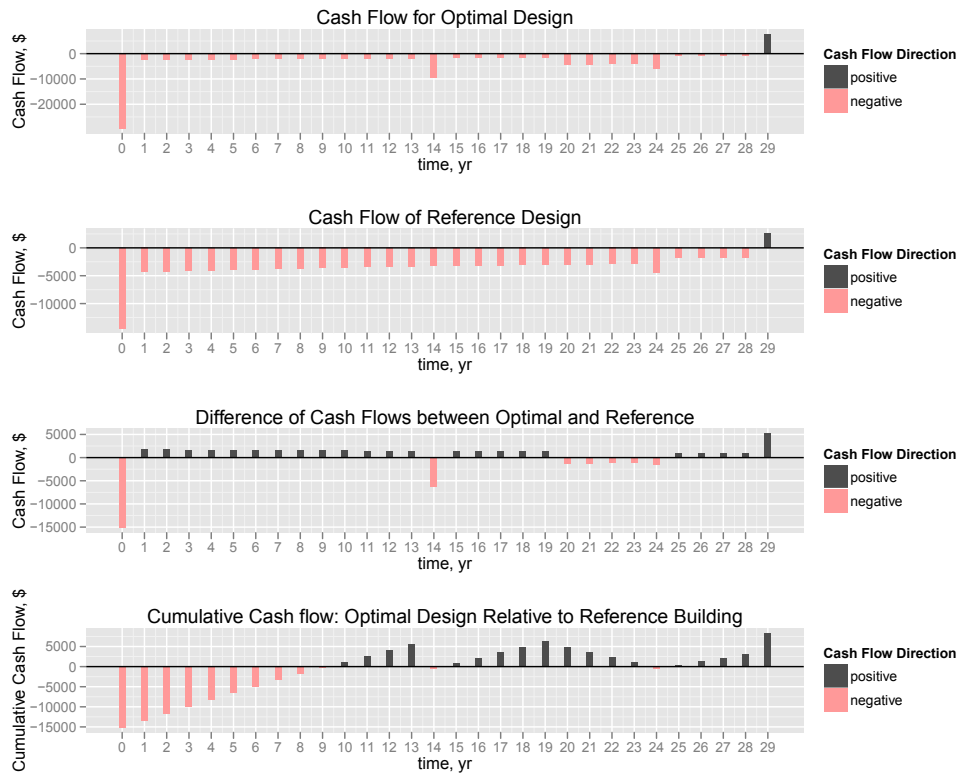 Cash Flow for Optimal Design
Cash Flow, $
0
−10000
−20000
0 1 2 3 4 5 6 7 8 9 10 11 12 13 14 15 16 17 18 19 20 21 22 23 24 25 26 27 28 29
time, yr
Cash Flow Direction
positive
negative
Cash Flow of Reference Design
Cash Flow, $
0
−5000
−10000
0 1 2 3 4 5 6 7 8 9 10 11 12 13 14 15 16 17 18 19 20 21 22 23 24 25 26 27 28 29
time, yr
Cash Flow Direction
positive
negative
Difference of Cash Flows between Optimal and Reference
Cash Flow, $
5000
0
−5000
−10000
−15000
0 1 2 3 4 5 6 7 8 9 10 11 12 13 14 15 16 17 18 19 20 21 22 23 24 25 26 27 28 29
time, yr
Cash Flow Direction
positive
negative
Cumulative Cash flow: Optimal Design Relative to Reference Building
Cumulative Cash Flow, $
5000
0
−5000
−10000
−15000
0 1 2 3 4 5 6 7 8 9 10 11 12 13 14 15 16 17 18 19 20 21 22 23 24 25 26 27 28 29
time, yr
Cash Flow Direction
positive
negative